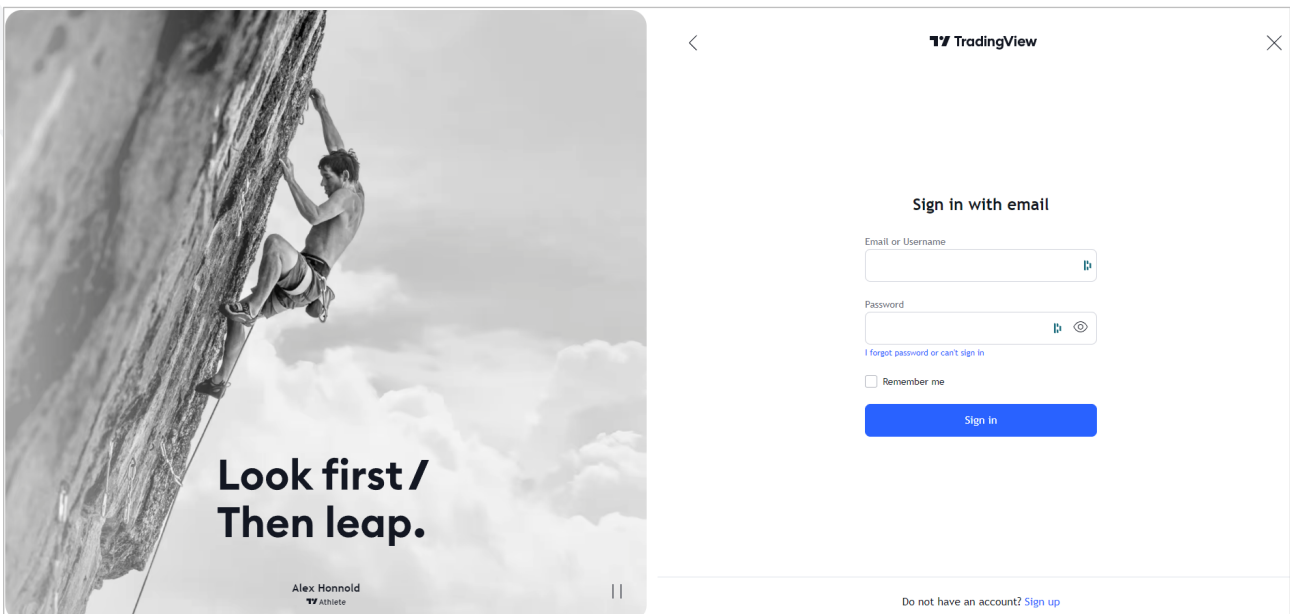 Look first /
Then leap.
Alex Honnold
Athlete
TradingView
Sign in with email
Email or Username
Password
I forgot password or can't sign in
Remember me
Sign in
Do not have an account? Sign up